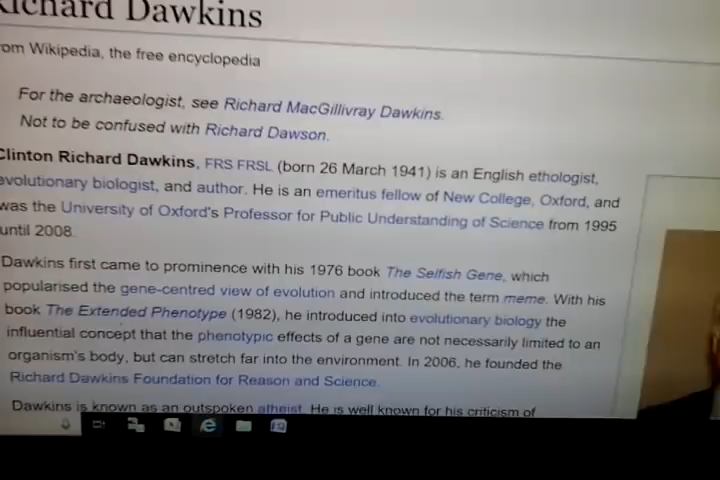 ichard Dawkins
om Wikipedia, the free encyclopedia
For the archaeologist, see Richard MacGillivray Dawkins.
Not to be confused with Richard Dawson.
Clinton Richard Dawkins, FRS FRSL (born 26 March 1941) is an English ethologist,
evolutionary biologist, and author. He is an emeritus fellow of New College, Oxford, and
was the University of Oxford's Professor for Public Understanding of Science from 1995
until 2008.
Dawkins first came to prominence with his 1976 book The Selfish Gene, which
popularised the gene-centred view of evolution and introduced the term meme. With his
book The Extended Phenotype (1982), he introduced into evolutionary biology the
influential concept that the phenotypic effects of a gene are not necessarily limited to an
organism's body, but can stretch far into the environment. In 2006, he founded the
Richard Dawkins Foundation for Reason and Science.
Dawkins is known as an outspoken atheist. He is well known for his criticism of